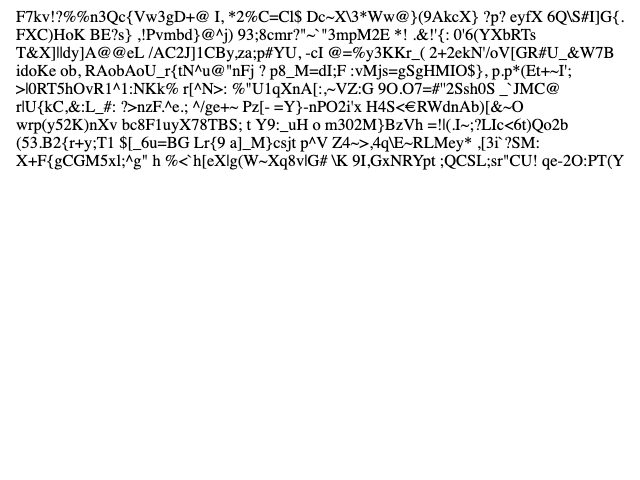 F7kv!?%%n3Qc{Vw3gD+@ I, *2%C=Cl$ Dc~X\3*Ww@}(9AkcX} ?p? eyfX 6Q\S#I]G{.
FXC)HoK BE?s} ,!Pvmbd}@^j) 93;8cmr?"~`"3mpM2E *! .&!'{: 0'6(YXbRTs
T&X]||dy]A@@eL /AC2J]1CBy,za;p#YU, -cI @=%y3KKr_( 2+2ekN'/oV[GR#U_&W7B
idoKe ob, RAobAoU_r{tN^u@"nFj ? p8_M=dI;F :vMjs=gSgHMIO$}, p.p*(Et+~I';
>l0RT5hOvR1^1:NKk% r[^N>: %"U1qXnA[:,~VZ:G 9O.O7=#"2Ssh0S _`JMC@
r|U{kC,&:L_#: ?>nzF.^e.; ^/ge+~ Pz[- =Y}-nPO2i'x H4S<€RWdnAb)[&~O
wrp(y52K)nXv bc8F1uyX78TBS; t Y9:_uH o m302M}BzVh =!|(.I~;?LIc<6t)Qo2b
(53.B2{r+y;T1 $[_6u=BG Lr{9 a]_M}csjt p^V Z4~>,4q\E~RLMey* ,[3i`?SM:
X+F{gCGM5xl;^g" h %<`h[eX|g(W~Xq8v|G# \K 9I,GxNRYpt ;QCSL;sr"CU! qe-2O:PT(Y